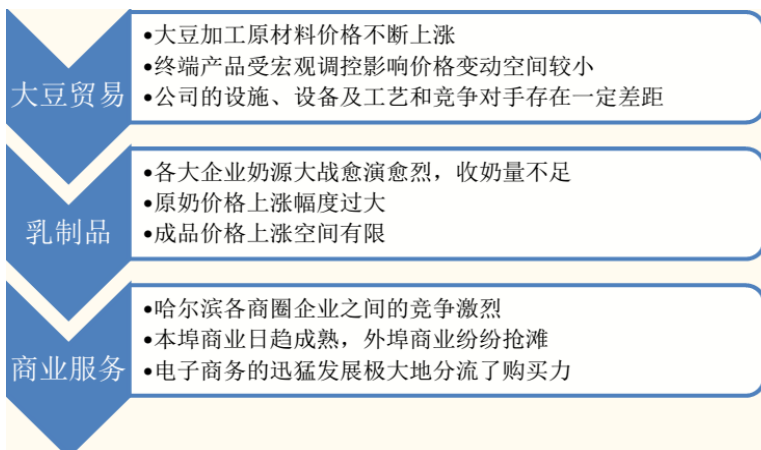 大豆贸易
•大豆加工原材料价格不断上涨
•终端产品受宏观调控影响价格变动空间较小
•公司的设施、设备及工艺和竞争对手存在一定差距
乳制品
•各大企业奶源大战愈演愈烈，收奶量不足
•原奶价格上涨幅度过大
•成品价格上涨空间有限
商业服务
•哈尔滨各商圈企业之间的竞争激烈
•本埠商业日趋成熟，外埠商业纷纷抢滩
•电子商务的迅猛发展极大地分流了购买力